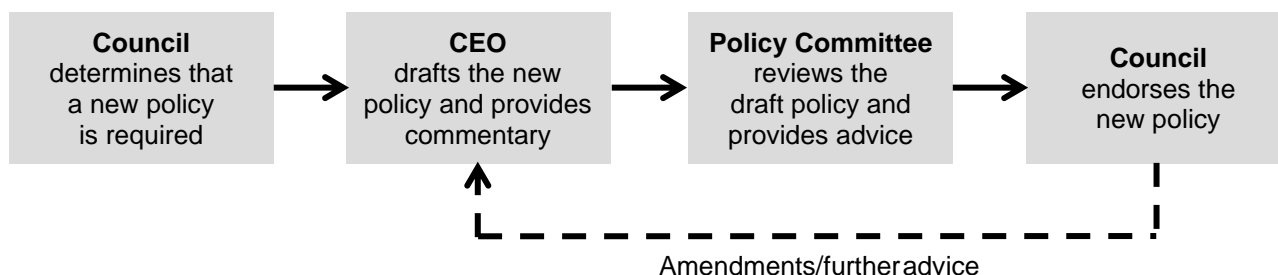 Council
determines that
a new policy
is required
CEO
drafts the new
policy and provides
commentary
Policy Committee
reviews the
draft policy and
provides advice
Council
endorses the
new policy
Amendments/further advice